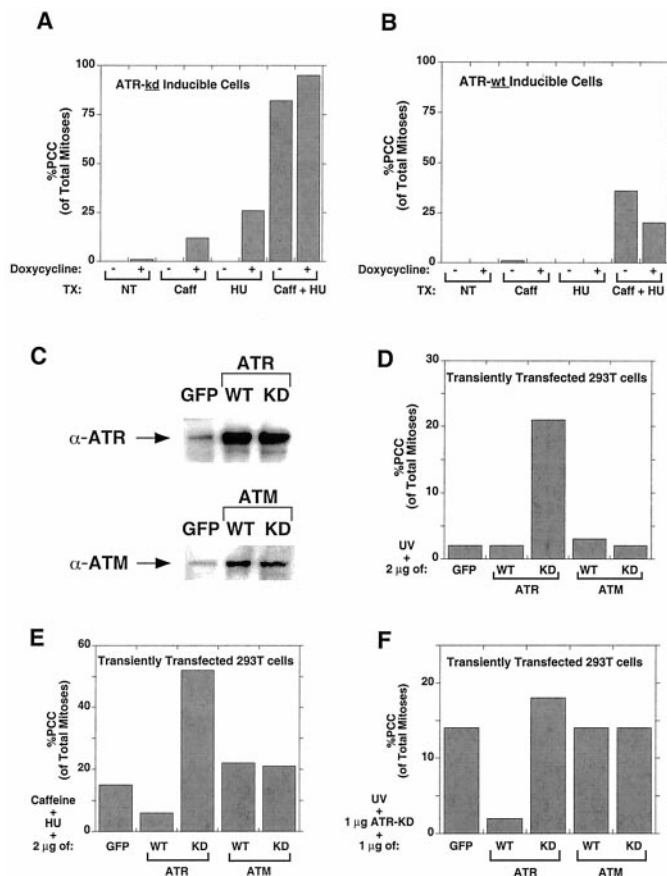 A
ATR-kd Inducible Cells
%PCC
(of Total Mitoses)
100
75
50
25
0
Doxycycline: - + - + - + - +
TX: NT Caff HU Caff + HU
B
ATR-wt Inducible Cells
%PCC
(of Total Mitoses)
100
75
50
25
0
Doxycycline: - + - + - + - +
TX: NT Caff HU Caff + HU
C
ATR
GFP WT KD
α-ATR
ATM
GFP WT KD
α-ATM
D
Transiently Transfected 293T cells
%PCC
(of Total Mitoses)
30
20
10
0
UV
+
2 µg of:
GFP WT KD WT KD
ATR ATM
E
Transiently Transfected 293T cells
%PCC
(of Total Mitoses)
60
50
40
20
0
Caffeine
+
HU
+
2 µg of:
GFP WT KD WT KD
ATR ATM
F
Transiently Transfected 293T cells
%PCC
(of Total Mitoses)
20
10
0
UV
+
1 µg ATR-KD
+
1 µg of:
GFP WT KD WT KD
ATR ATM